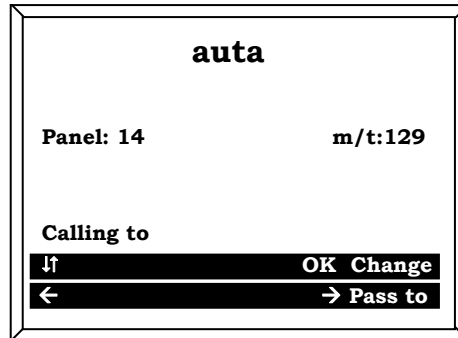 auta
Panel: 14 m/t:129
Calling to
↓↑ OK Change
← → Pass to